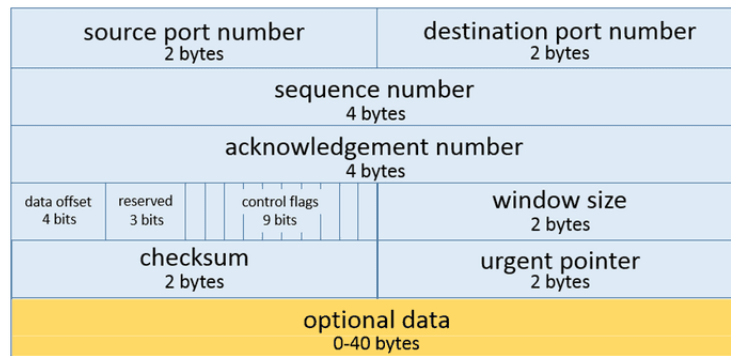 source port number
2 bytes
destination port number
2 bytes
sequence number
4 bytes
acknowledgement number
4 bytes
data offset
4 bits
reserved
3 bits
control flags
9 bits
window size
2 bytes
checksum
2 bytes
urgent pointer
2 bytes
optional data
0-40 bytes